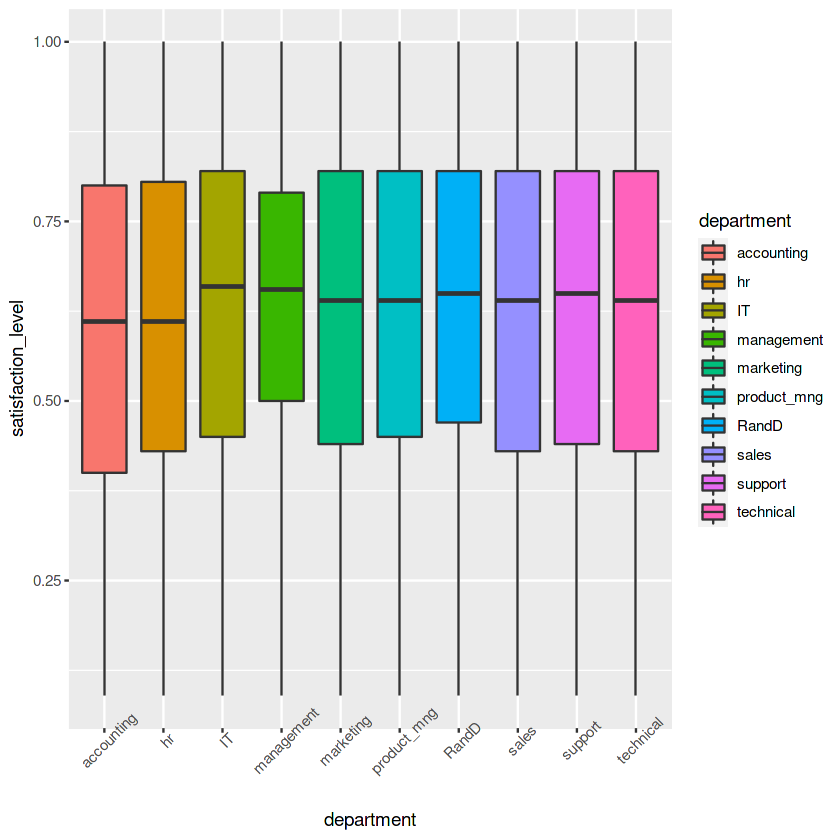 1.00
0.75
0.50
0.25
satisfaction_level
accounting
hr
IT
management
marketing
product_mng
RandD
sales
support
technical
department
department
accounting
hr
IT
management
marketing
product_mng
RandD
sales
support
technical